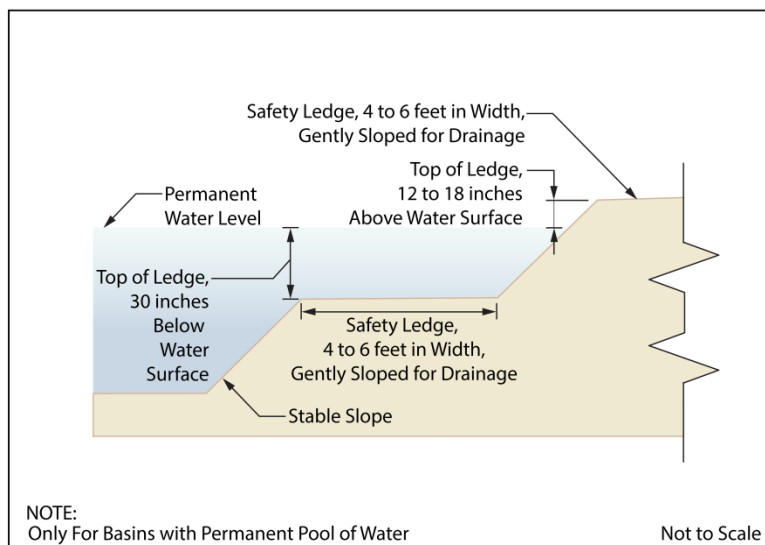 Safety Ledge, 4 to 6 feet in Width,
Gently Sloped for Drainage
Top of Ledge,
12 to 18 inches
Above Water Surface
Permanent
Water Level
Top of Ledge,
30 inches
Below
Water
Surface
Safety Ledge,
4 to 6 feet in Width,
Gently Sloped for Drainage
Stable Slope
NOTE:
Only For Basins with Permanent Pool of Water
Not to Scale